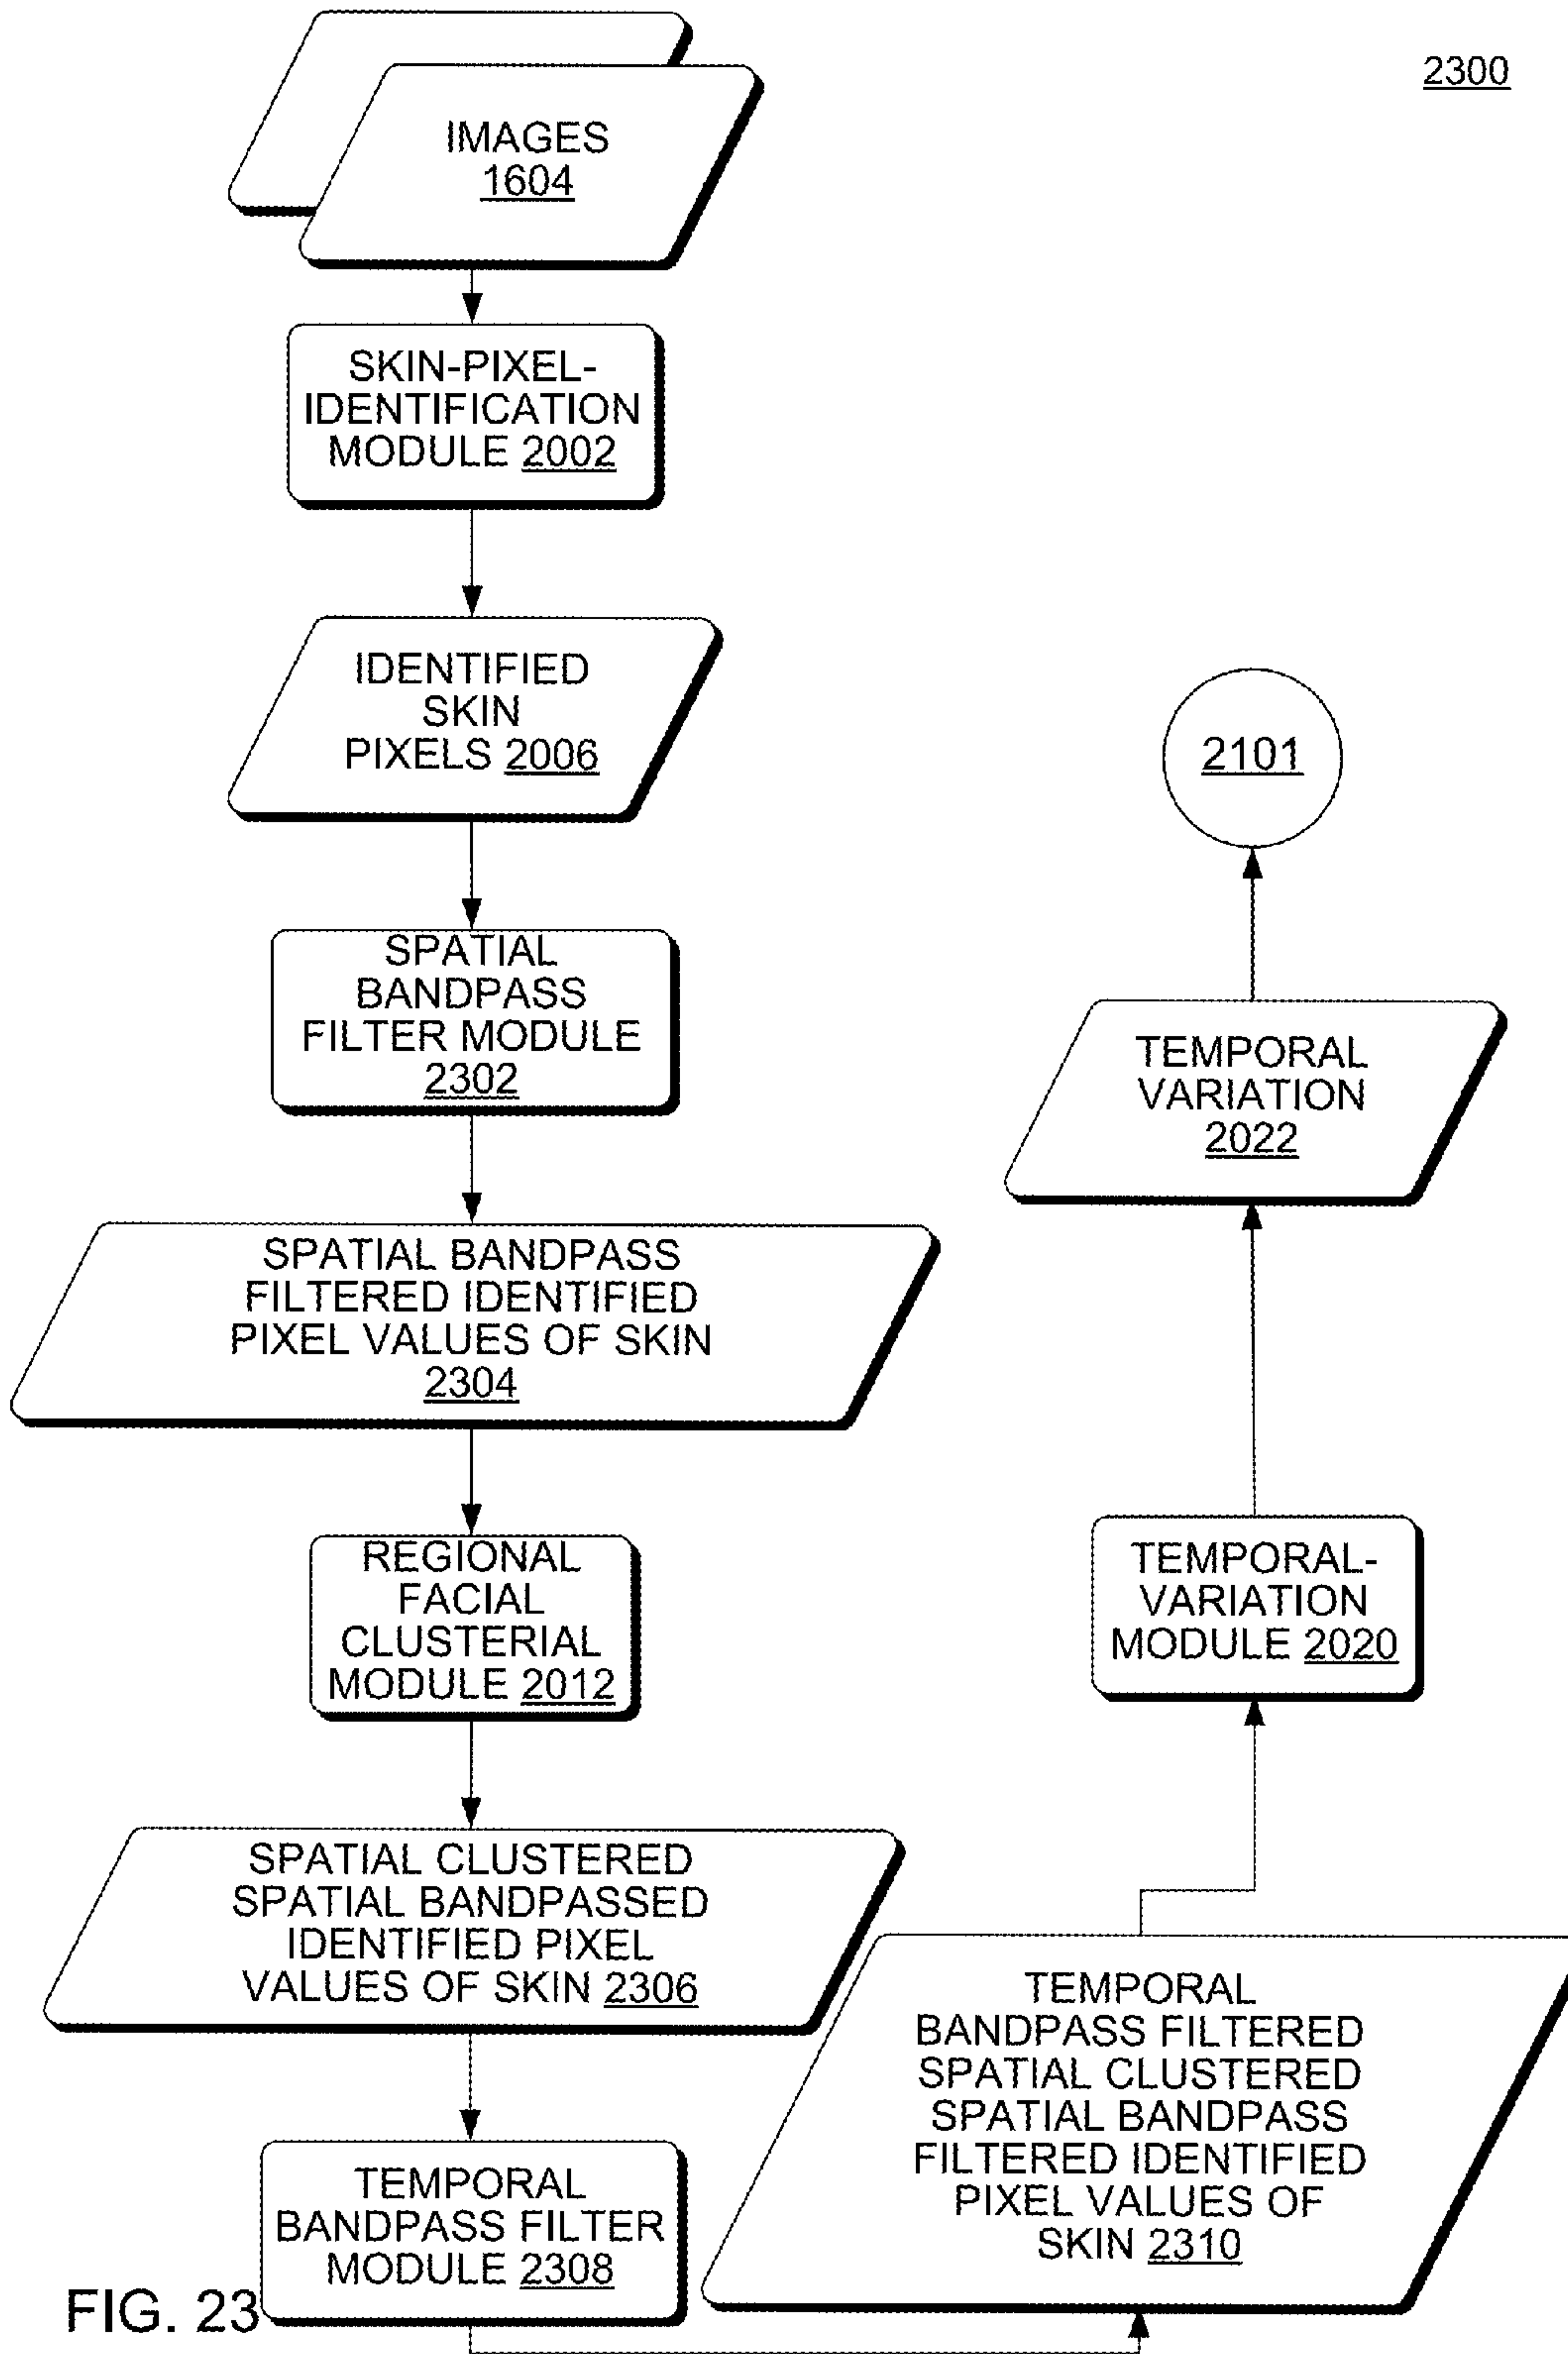 2300
IMAGES
1604
SKIN-PIXEL-
IDENTIFICATION
MODULE 2002
IDENTIFIED
SKIN
PIXELS 2006
SPATIAL
BANDPASS
FILTER MODULE
2302
SPATIAL BANDPASS
FILTERED IDENTIFIED
PIXEL VALUES OF SKIN
2304
REGIONAL
FACIAL
CLUSTERIAL
MODULE 2012
SPATIAL CLUSTERED
SPATIAL BANDPASSED
IDENTIFIED PIXEL
VALUES OF SKIN 2306
TEMPORAL
BANDPASS FILTER
MODULE 2308
TEMPORAL
BANDPASS FILTERED
SPATIAL CLUSTERED
SPATIAL BANDPASS
FILTERED IDENTIFIED
PIXEL VALUES OF
SKIN 2310
TEMPORAL-
VARIATION
MODULE 2020
TEMPORAL
VARIATION
2022
2101
FIG. 23